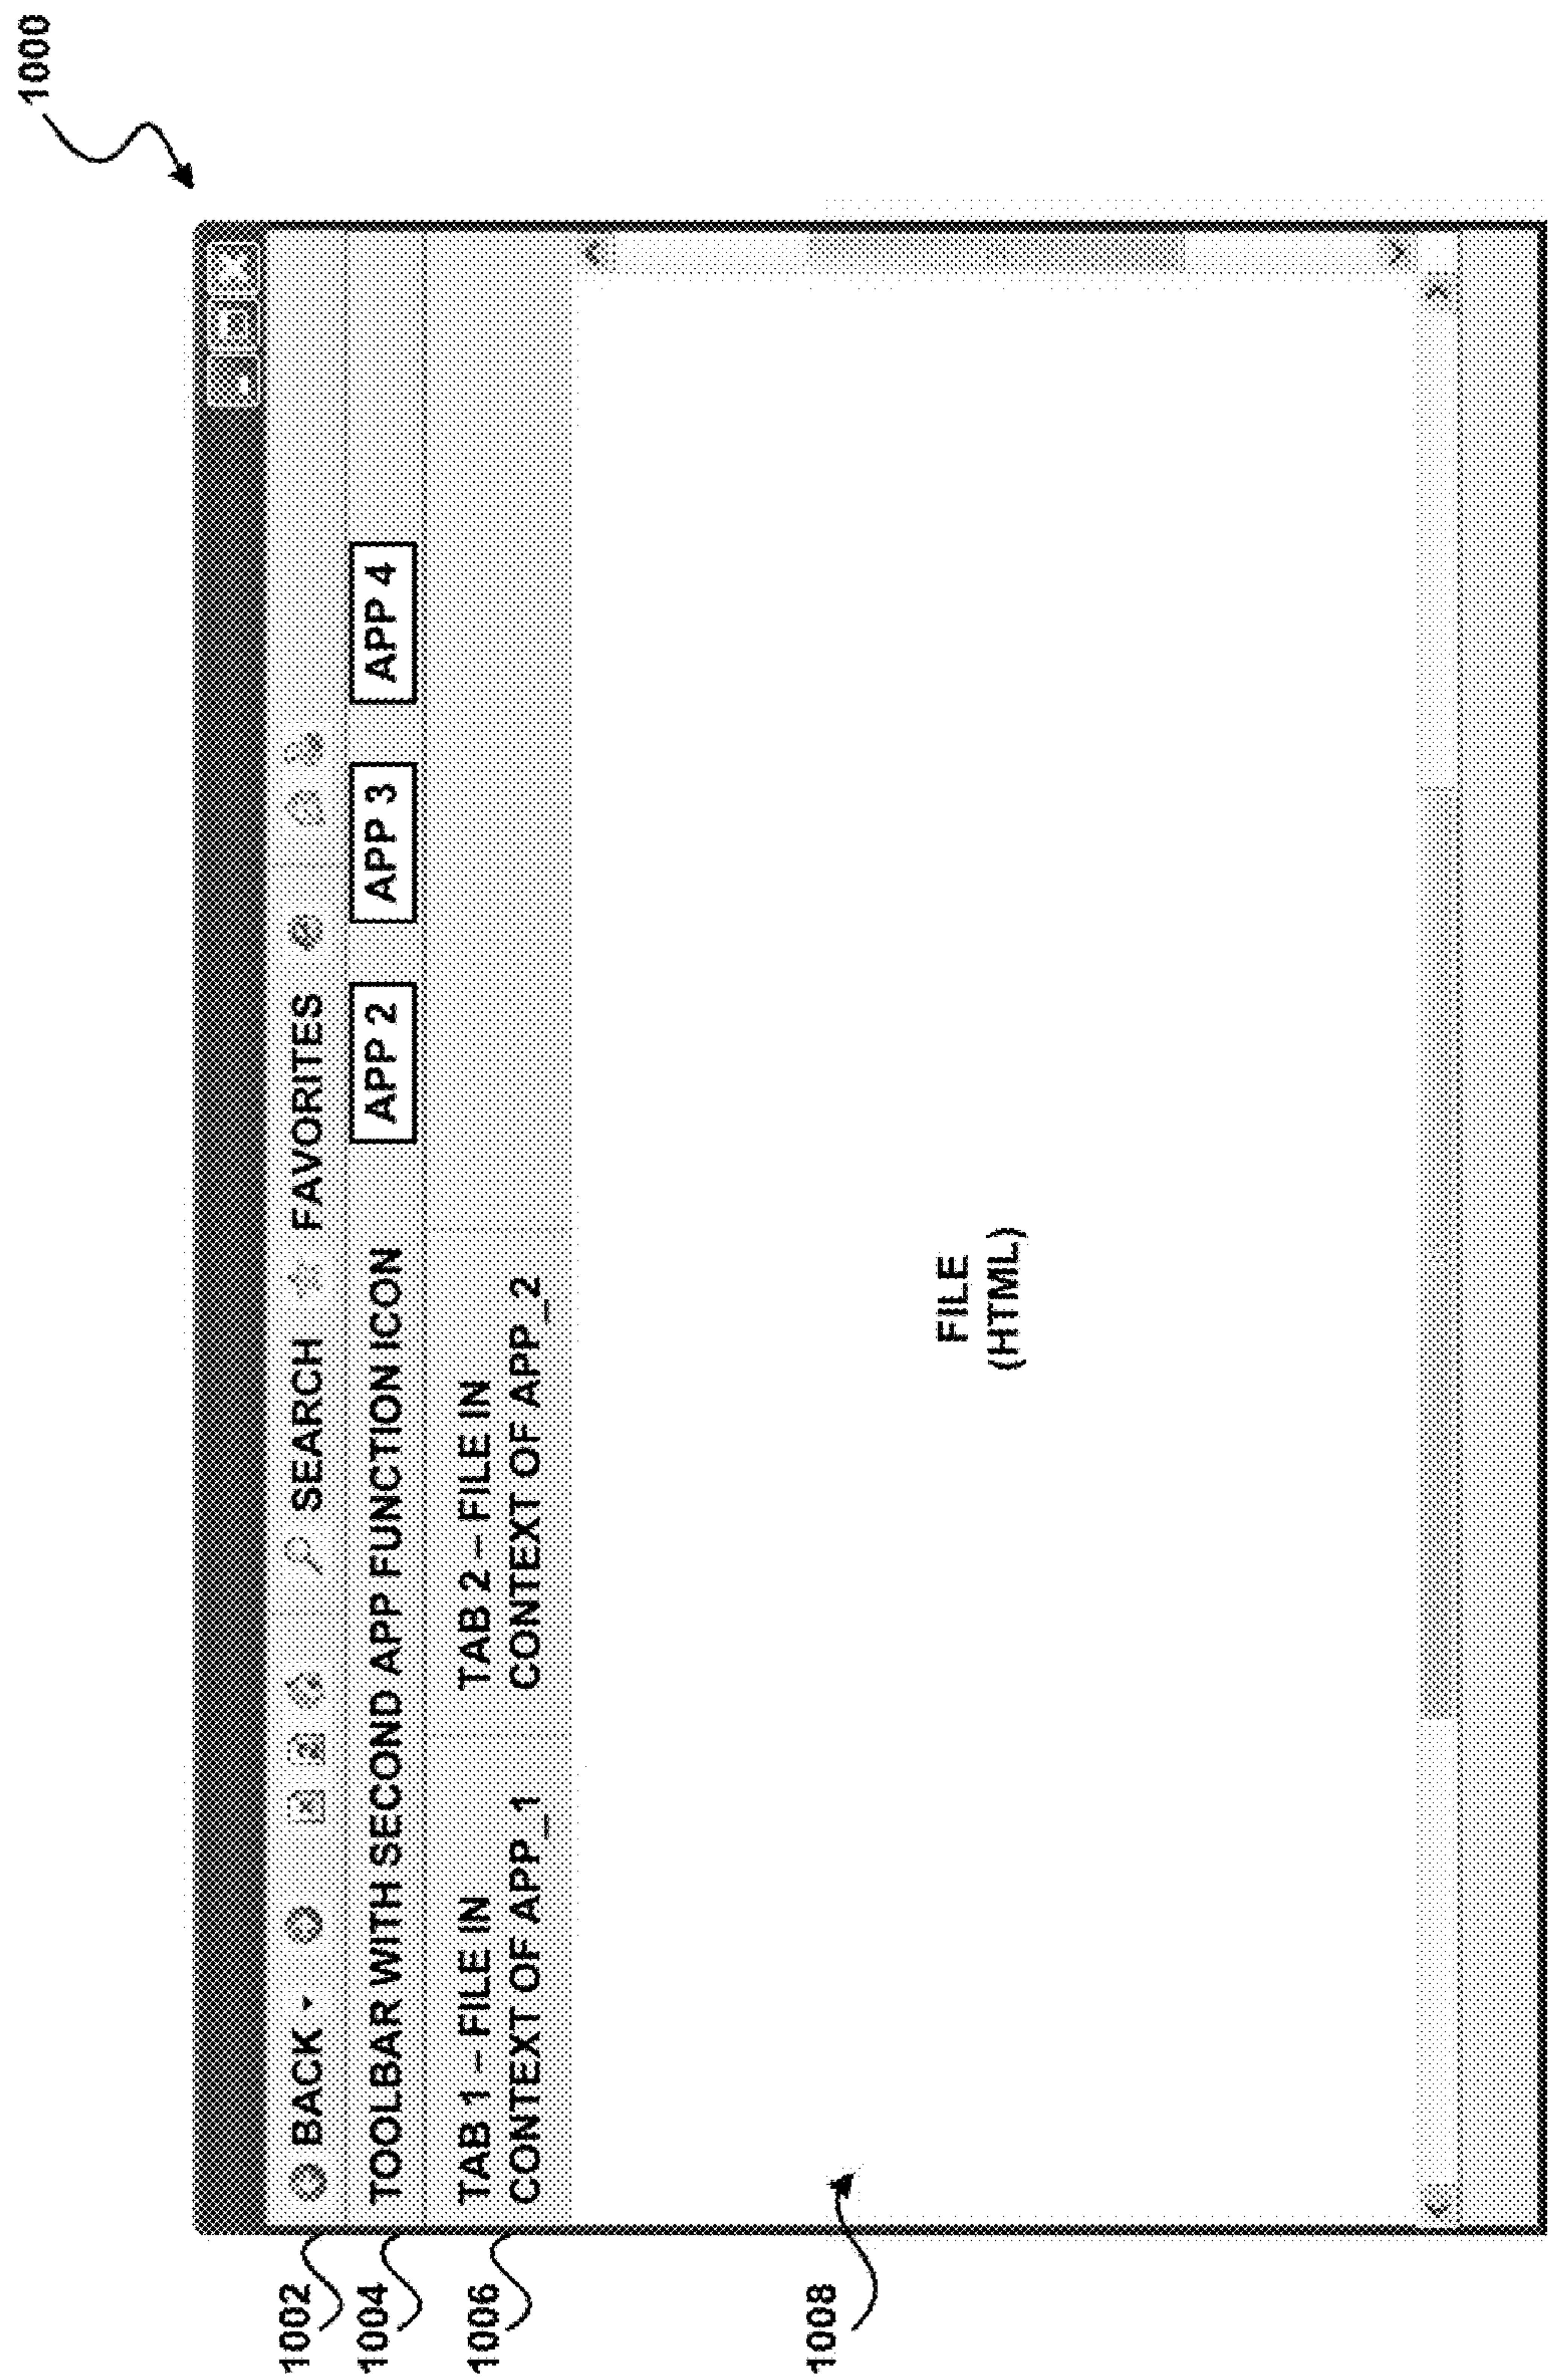 1000
1002
BACK SEARCH FAVORITES
1004
TOOLBAR WITH SECOND APP FUNCTION ICON APP 2 APP 3 APP 4
1006
TAB 1 – FILE IN TAB 2 – FILE IN
CONTEXT OF APP_1 CONTEXT OF APP_2
1008
FILE
(HTML)